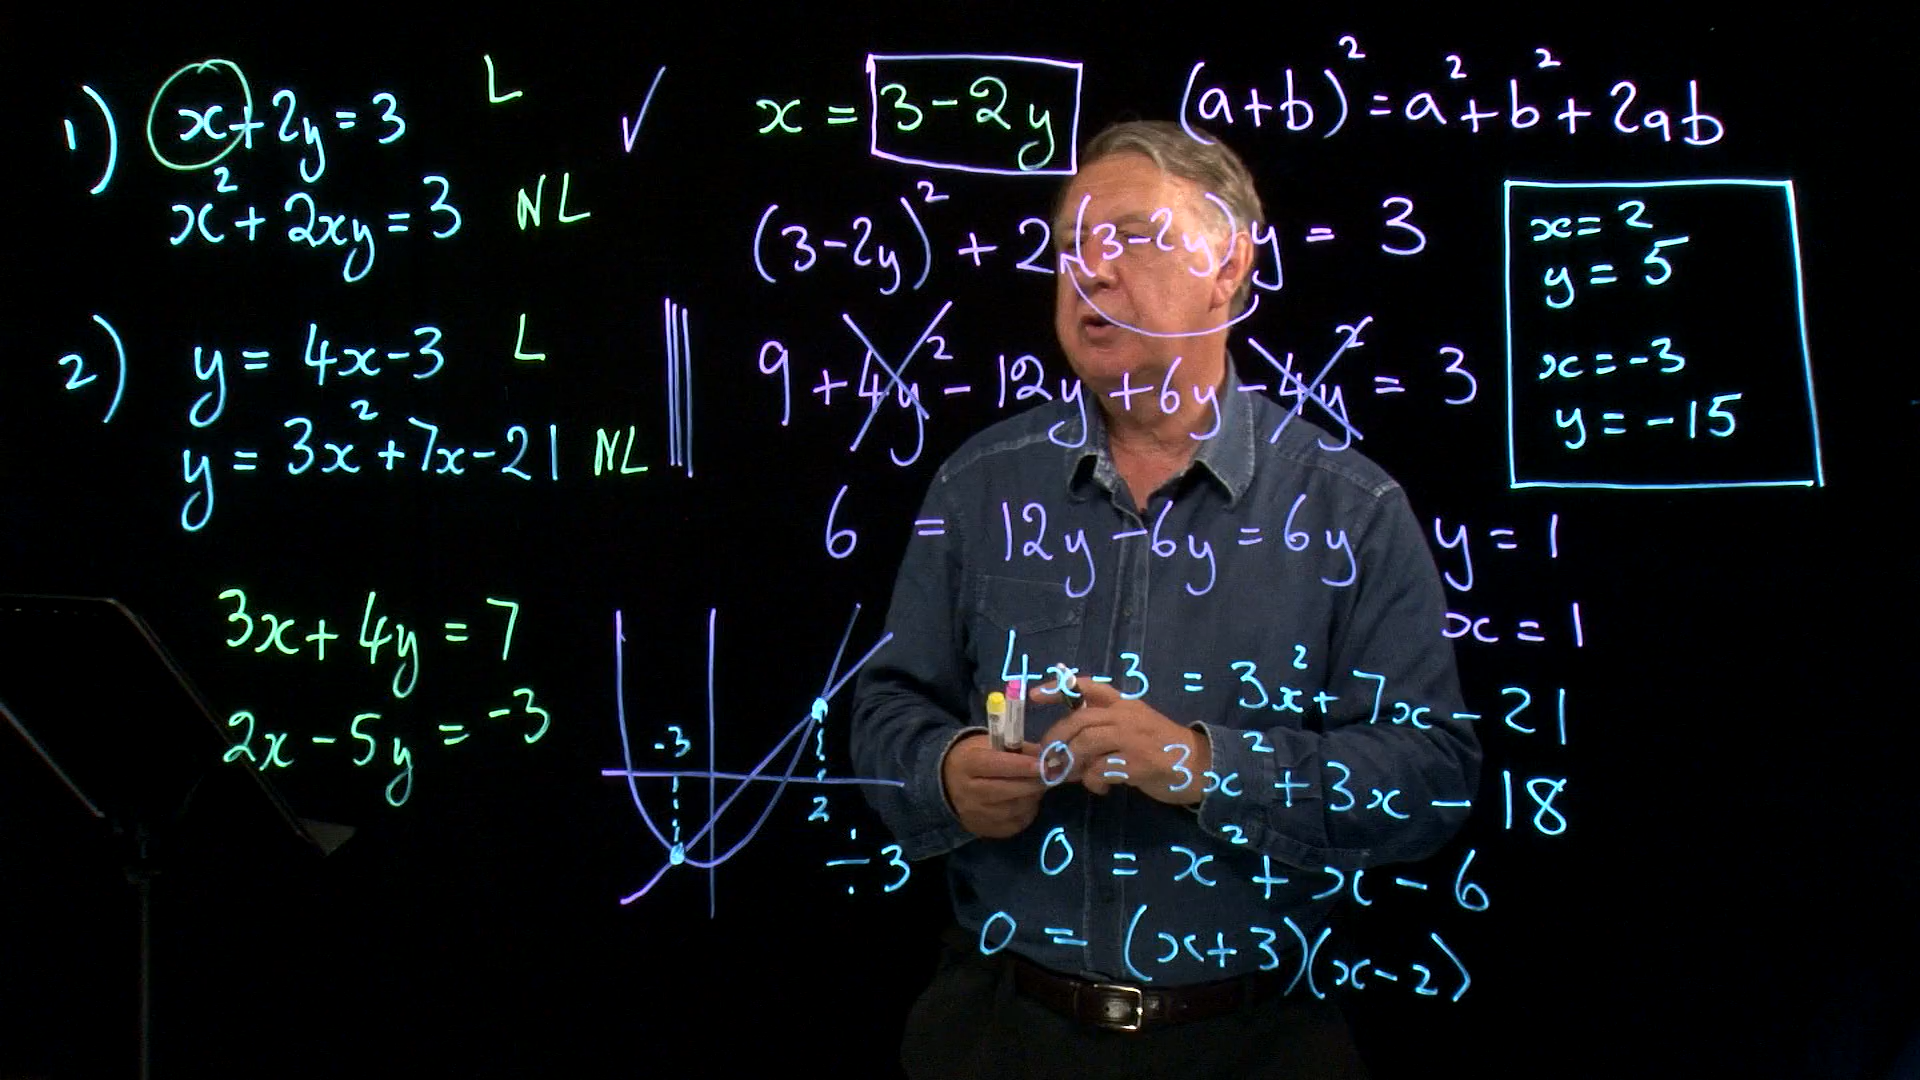 1) x+2y=3 L ✓
x²+2xy=3 NL
2) y=4x-3 L
y=3x²+7x-21 NL
3x+4y=7
2x-5y=-3
x=3-2y
(a+b)²=a²+b²+2ab
(3-2y)²+2(3-2y)y=3
9+4y²-12y+6y-4y²=3
6=12y-6y=6y
y=1
x=1
x=2
y=5
x=-3
y=-15
4x-3=3x²+7x-21
0=3x²+3x-18
÷3
0=x²+x-6
0=(x+3)(x-2)
-3
2